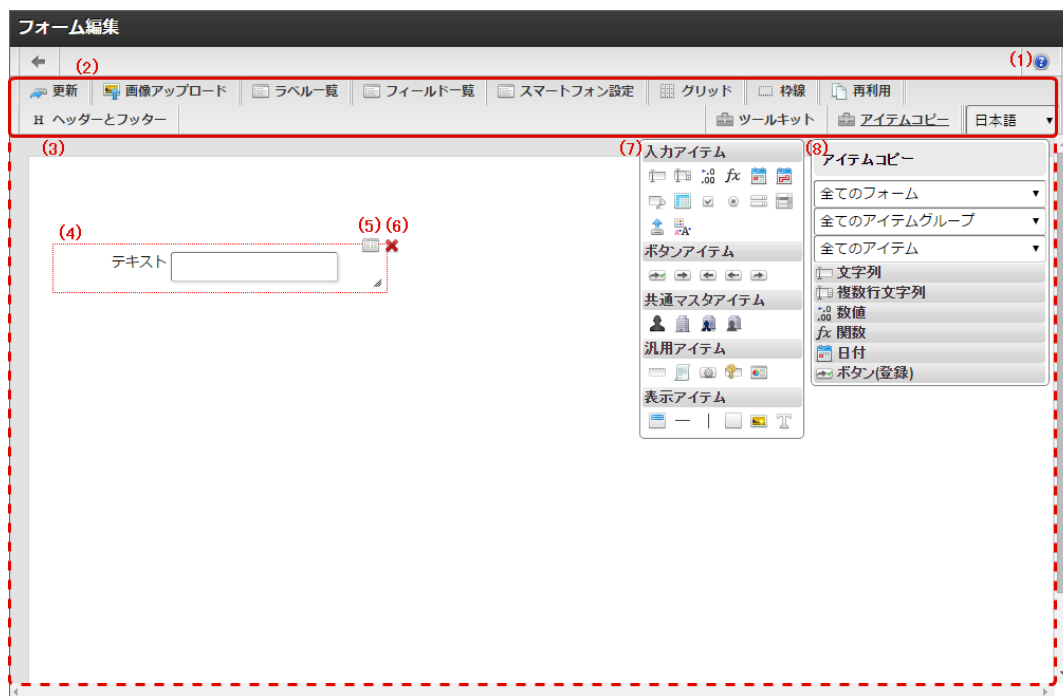 フォーム編集
(1)
(2)
更新 画像アップロード ラベル一覧 フィールド一覧 スマートフォン設定 グリッド 枠線 再利用
H ヘッダーとフッター ツールキット アイテムコピー 日本語
(3)
(7) 入力アイテム
(8) アイテムコピー
全てのフォーム
全てのアイテムグループ
全てのアイテム
文字列
複数行文字列
数値
fx 関数
日付
ボタン(登録)
(4)
(5) (6)
テキスト
ボタンアイテム
共通マスタアイテム
汎用アイテム
表示アイテム